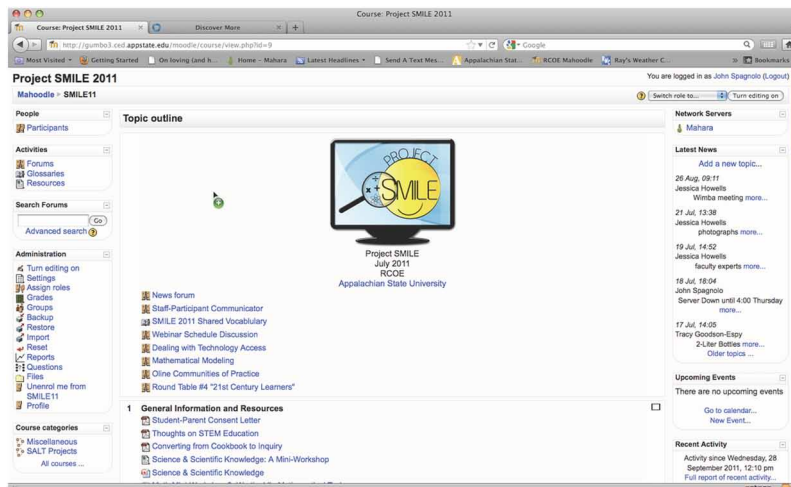 Course: Project SMILE 2011
Course: Project SMILE 2011
Discover More
http://gumbo3.ced.appstate.edu/moodle/course/view.php?id=9
Google
Most Visited
Getting Started
On loving (and h...
Home – Mahara
Latest Headlines
Send A Text Mes...
Appalachian Stat...
RCOE Mahoodle
Ray's Weather C...
Bookmarks
Project SMILE 2011
You are logged in as John Spagnolo (Logout)
Mahoodle ► SMILE11
Switch role to...
Turn editing on
People
Participants
Activities
Forums
Glossaries
Resources
Search Forums
Go
Advanced search
Administration
Turn editing on
Settings
Assign roles
Grades
Groups
Backup
Restore
Import
Reset
Reports
Questions
Files
Unenrol me from
SMILE11
Profile
Course categories
Miscellaneous
SALT Projects
All courses ...
Topic outline
PROJECT
SMILE
Project SMILE
July 2011
RCOE
Appalachian State University
News forum
Staff-Participant Communicator
SMILE 2011 Shared Vocablulary
Webinar Schedule Discussion
Dealing with Technology Access
Mathematical Modeling
Oline Communities of Practice
Round Table #4 "21st Century Learners"
1 General Information and Resources
Student-Parent Consent Letter
Thoughts on STEM Education
Converting from Cookbook to Inquiry
Science & Scientific Knowledge: A Mini-Workshop
Science & Scientific Knowledge
Network Servers
Mahara
Latest News
Add a new topic...
26 Aug, 09:11
Jessica Howells
Wimba meeting more...
21 Jul, 13:38
Jessica Howells
photographs more...
19 Jul, 14:52
Jessica Howells
faculty experts more...
18 Jul, 18:04
John Spagnolo
Server Down until 4:00 Thursday
more...
17 Jul, 14:05
Tracy Goodson-Espy
2-Liter Bottles more...
Older topics ...
Upcoming Events
There are no upcoming events
Go to calendar...
New Event...
Recent Activity
Activity since Wednesday, 28
September 2011, 12:10 pm
Full report of recent activity...